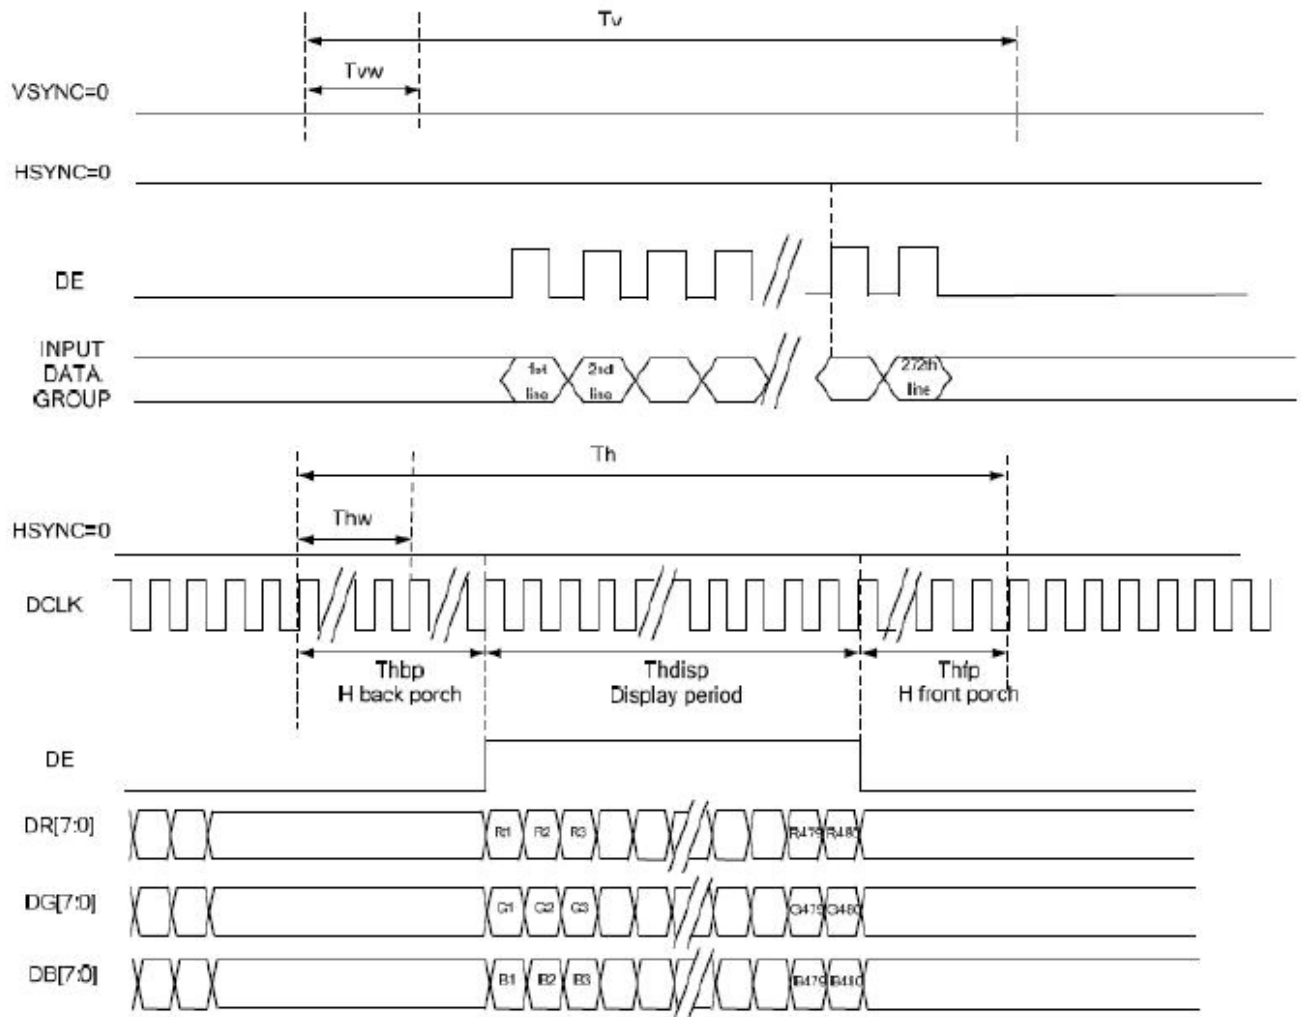 Tv
Tvw
VSYNC=0
HSYNC=0
DE
INPUT
DATA
GROUP
1st
line
2nd
line
272th
line
Th
Thw
HSYNC=0
DCLK
Thbp
H back porch
Thdisp
Display period
Thfp
H front porch
DE
DR[7:0]
R1 R2 R3 R479 R480
DG[7:0]
G1 G2 G3 G479 G480
DB[7:0]
B1 B2 B3 B479 B480